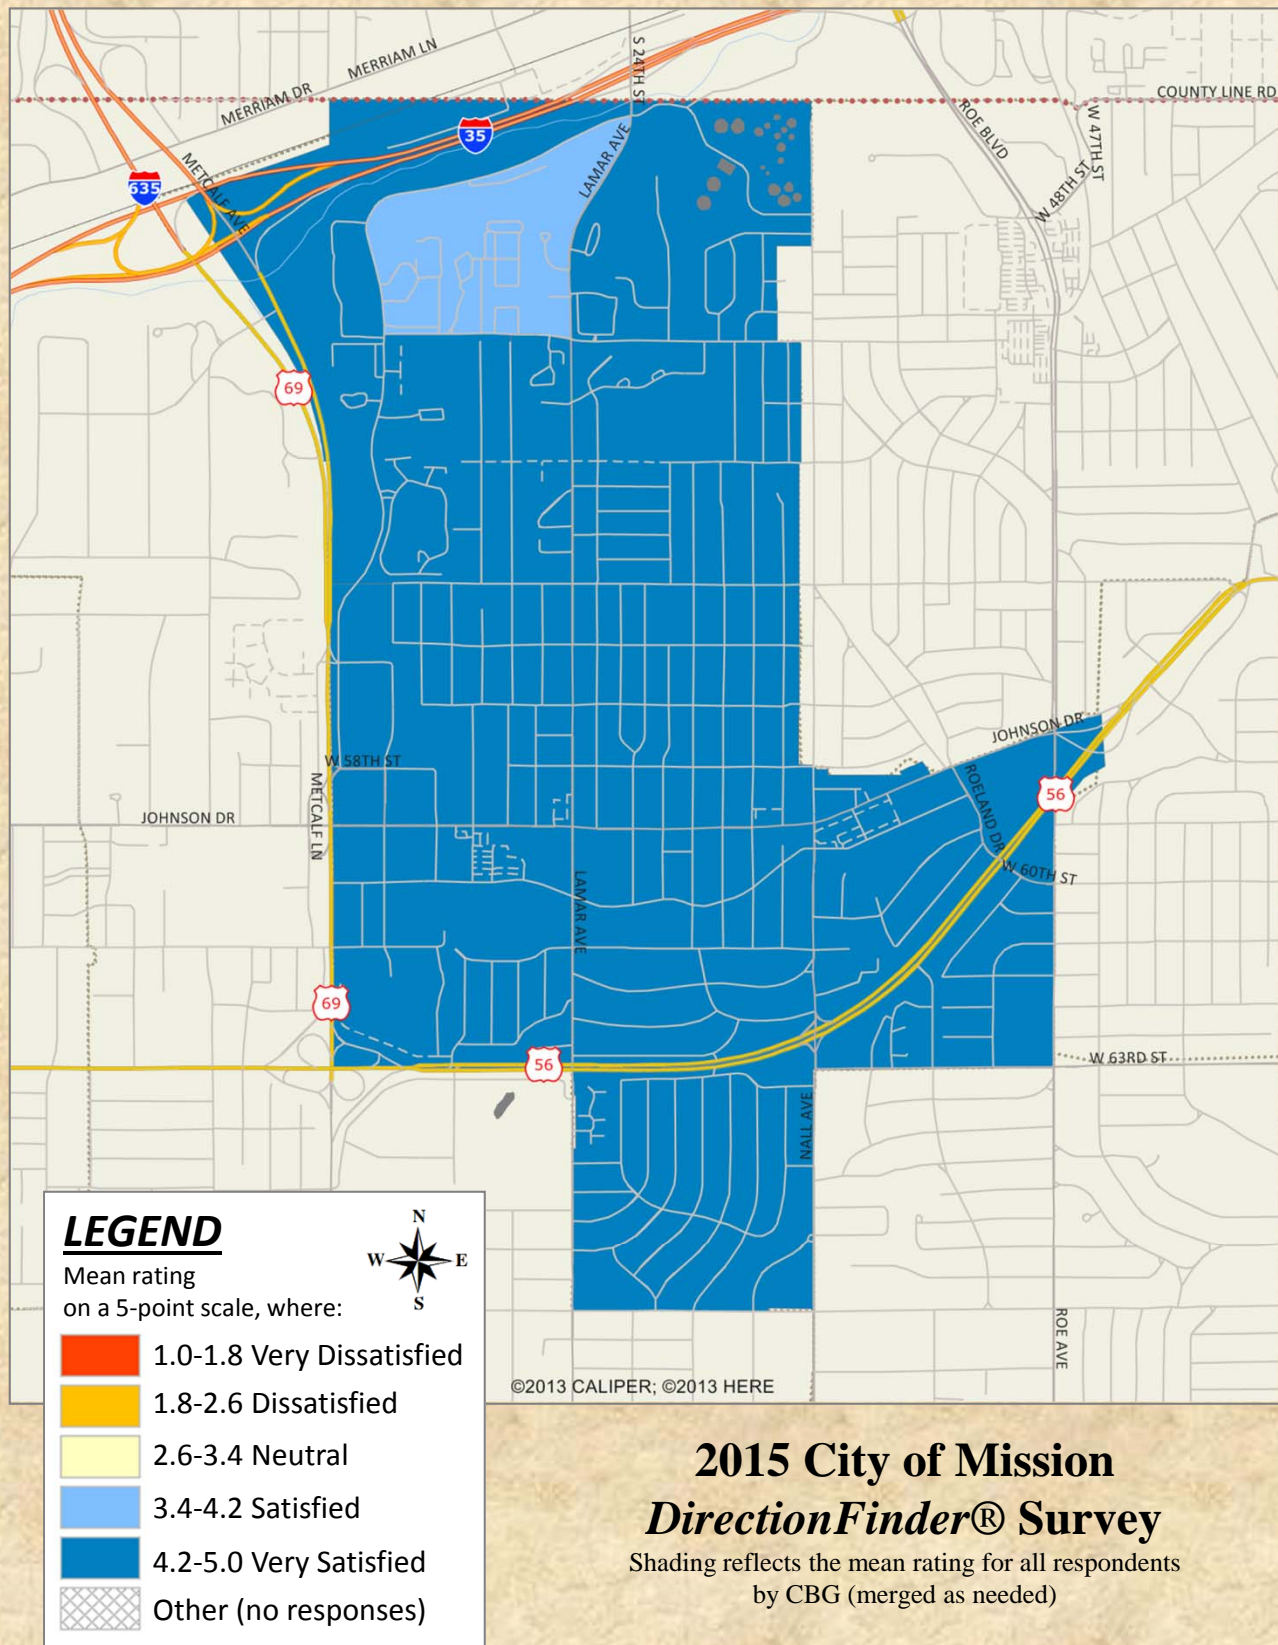 MERRIAM LN
S 24TH ST
MERRIAM DR
COUNTY LINE RD
ROE BLVD
W 47TH ST
35
LAMAR AVE
METCALF AVE
635
W 48TH ST
69
JOHNSON DR
W 58TH ST
ROELAND DR
56
METCALF LN
JOHNSON DR
W 60TH ST
LAMAR AVE
69
56
W 63RD ST
NALL AVE
ROE AVE
LEGEND
N
W E
S
Mean rating
on a 5-point scale, where:
1.0-1.8 Very Dissatisfied
1.8-2.6 Dissatisfied
2.6-3.4 Neutral
3.4-4.2 Satisfied
4.2-5.0 Very Satisfied
Other (no responses)
©2013 CALIPER; ©2013 HERE
2015 City of Mission
DirectionFinder® Survey
Shading reflects the mean rating for all respondents
by CBG (merged as needed)